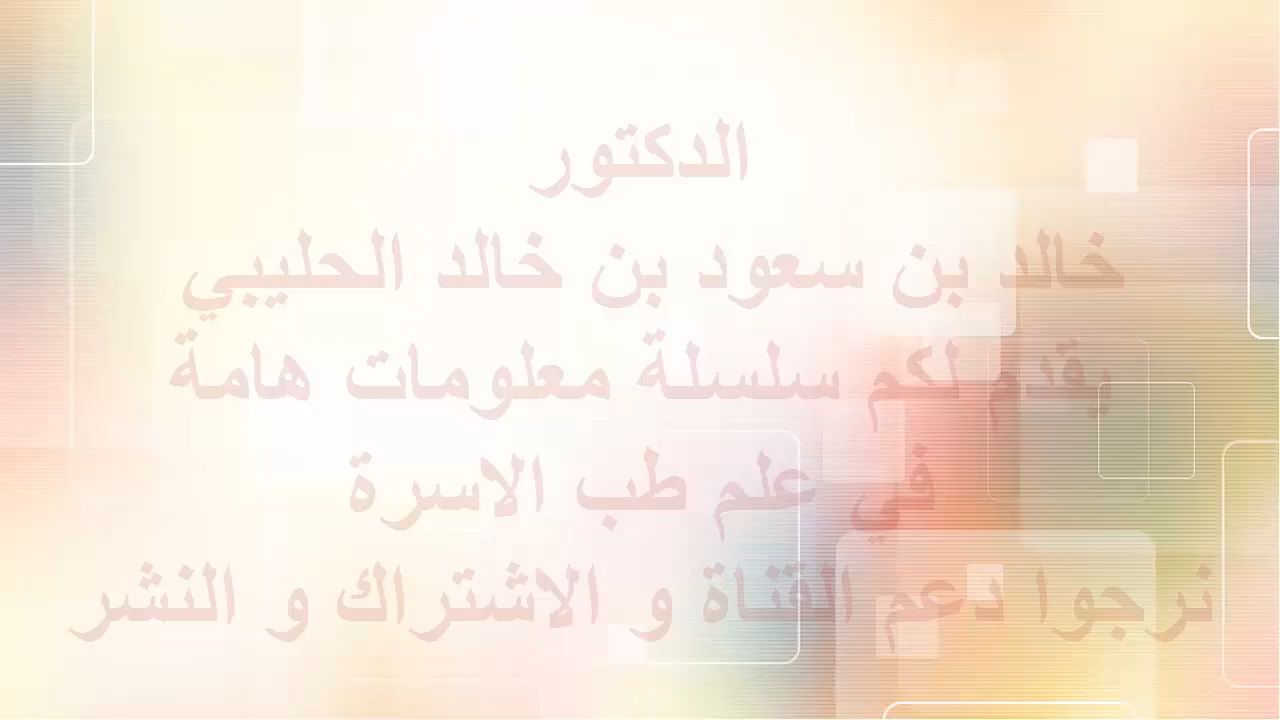 الدكتور
خالد بن سعود بن خالد الحليبي
يقدم لكم سلسلة معلومات هامة
في علم طب الاسرة
نرجوا دعم القناة و الاشتراك و النشر